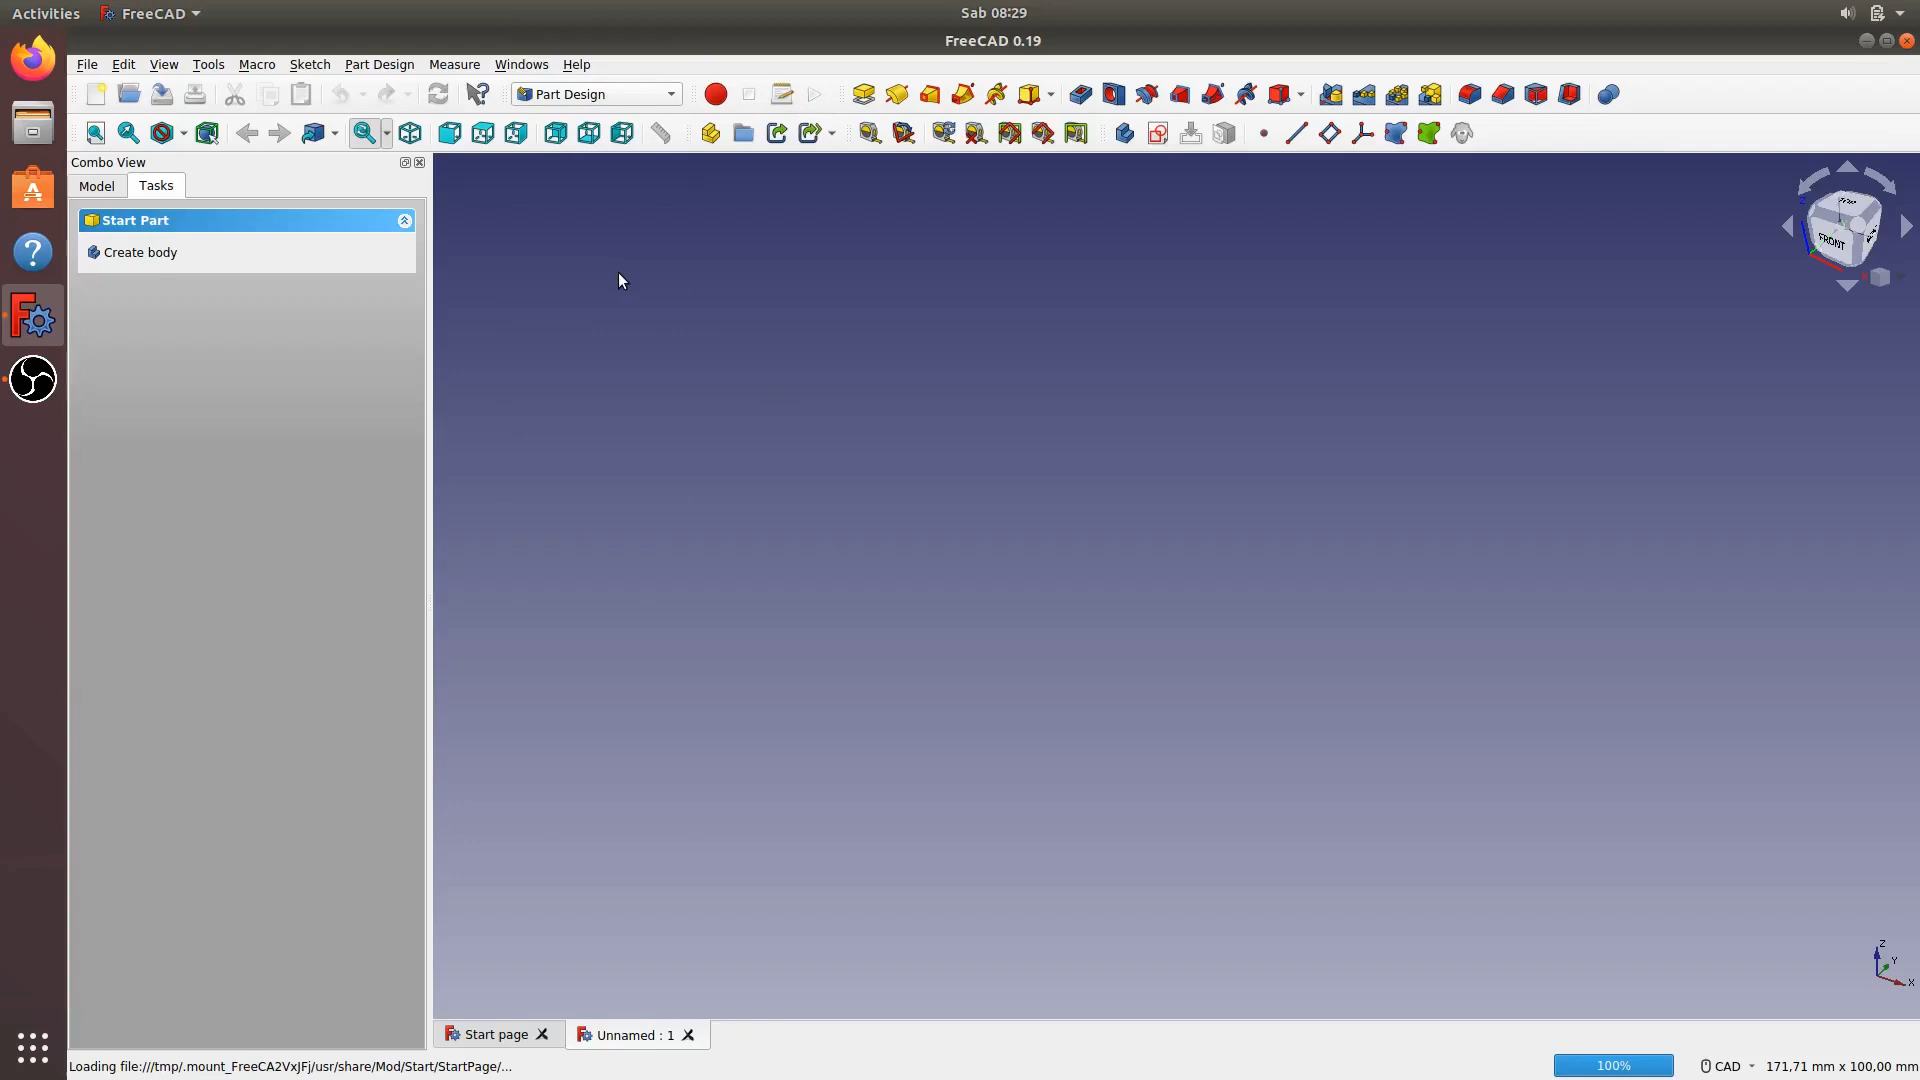 Activities FreeCAD Sab 08:29
FreeCAD 0.19
File Edit View Tools Macro Sketch Part Design Measure Windows Help
Part Design
Combo View
Model Tasks
Start Part
Create body
TOP
FRONT
Z
Z
Y
X
Start page Unnamed : 1
Loading file:///tmp/.mount_FreeCA2VxJFj/usr/share/Mod/Start/StartPage/... 100% CAD 171,71 mm x 100,00 mm